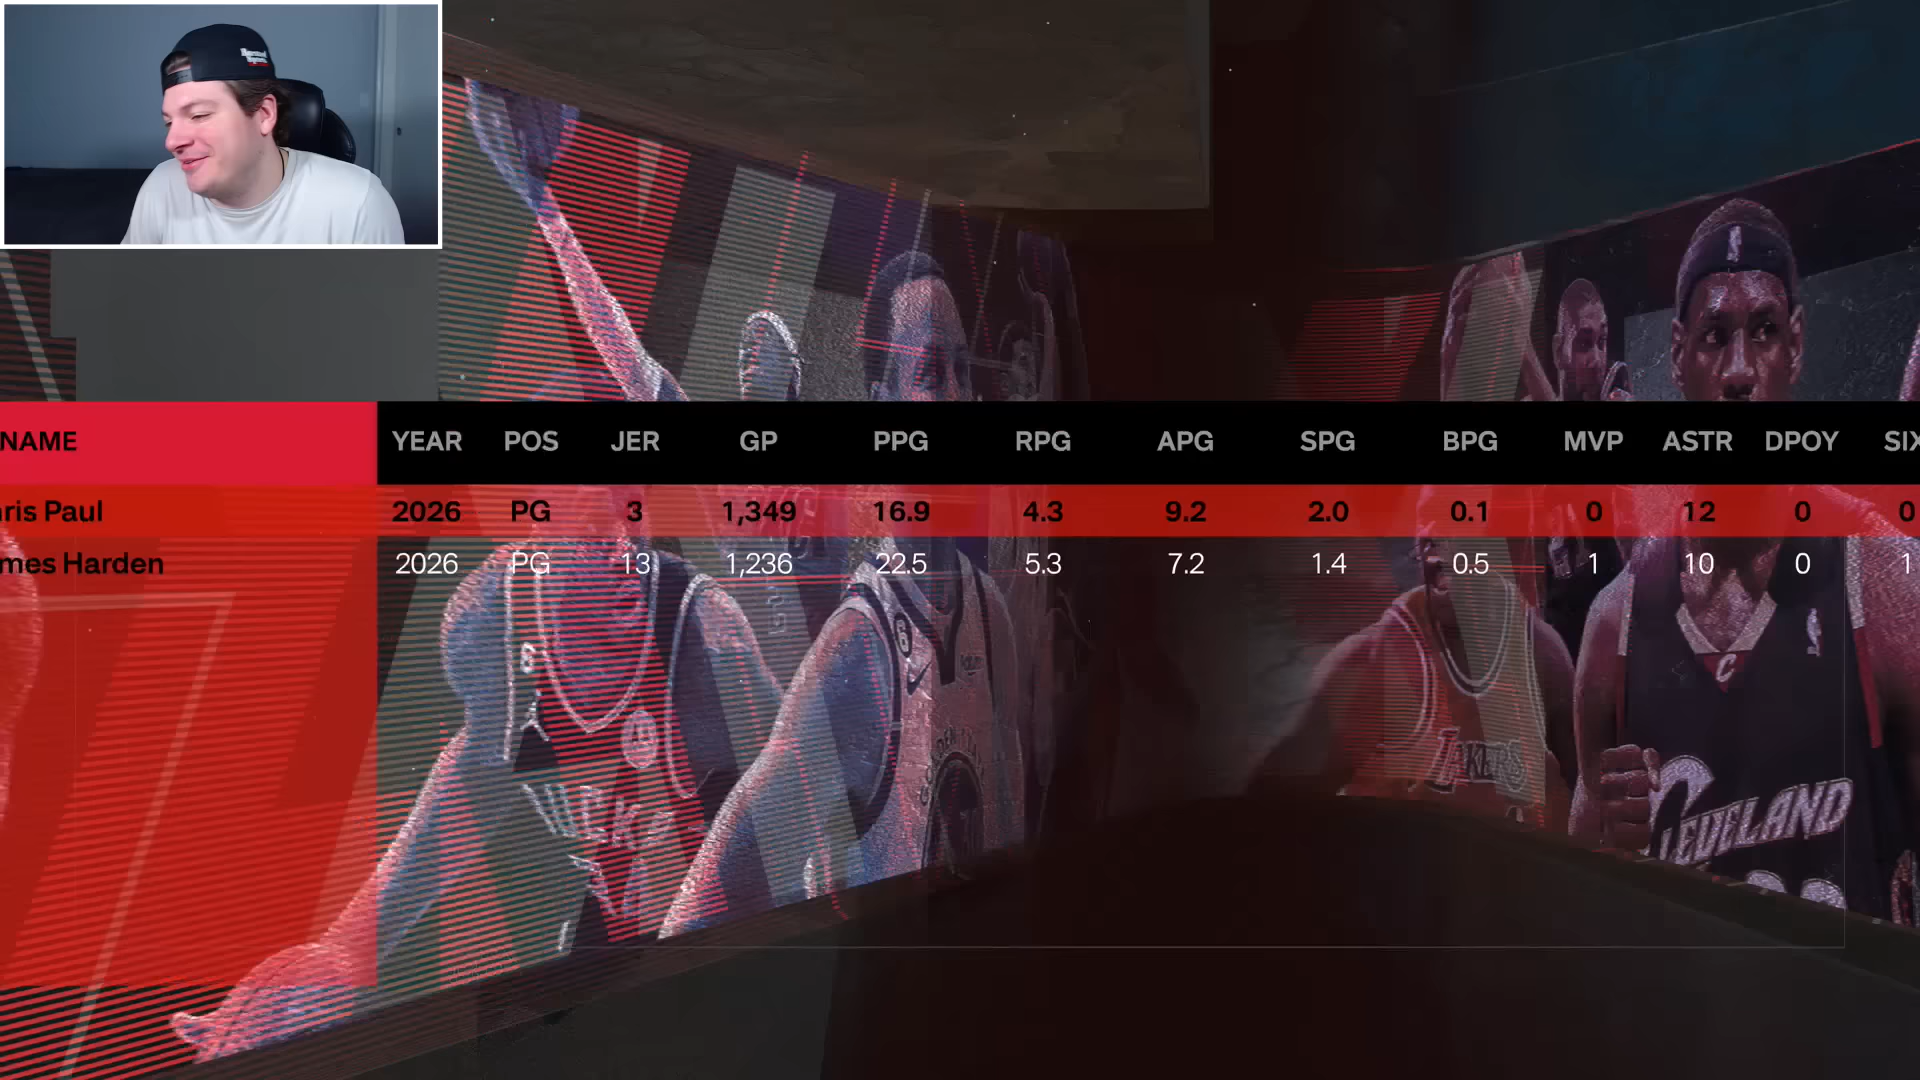 NAME YEAR POS JER GP PPG RPG APG SPG BPG MVP ASTR DPOY SIX
ris Paul 2026 PG 3 1,349 16.9 4.3 9.2 2.0 0.1 0 12 0 0
mes Harden 2026 PG 13 1,236 22.5 5.3 7.2 1.4 0.5 1 10 0 1
6
6
LAKERS
C
CLEVELAND